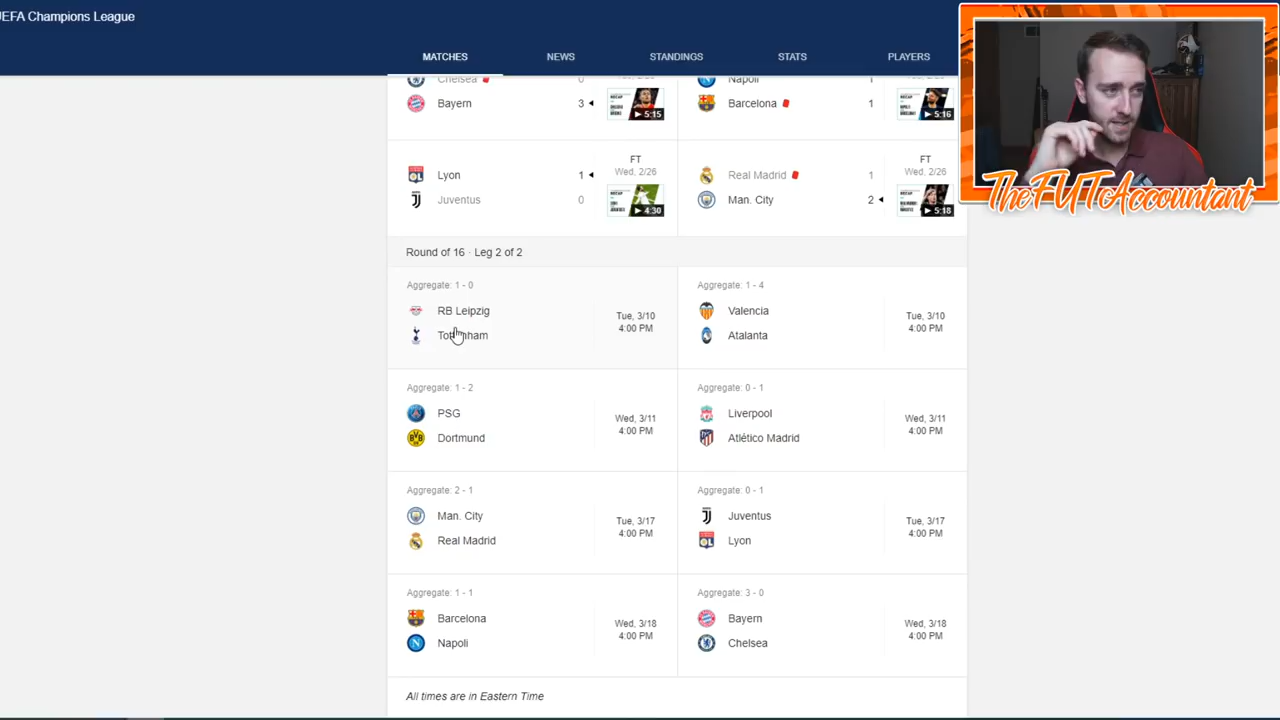 UEFA Champions League
MATCHES NEWS STANDINGS STATS PLAYERS
Chelsea 0
Bayern 3
5:15
Napoli 1
Barcelona 1
5:16
Lyon 1
Juventus 0
FT
Wed, 2/26
4:30
Real Madrid 1
Man. City 2
FT
Wed, 2/26
5:18
TheFUTAccountant
Round of 16 · Leg 2 of 2
Aggregate: 1 - 0
RB Leipzig
Tottenham
Tue, 3/10
4:00 PM
Aggregate: 1 - 4
Valencia
Atalanta
Tue, 3/10
4:00 PM
Aggregate: 1 - 2
PSG
Dortmund
Wed, 3/11
4:00 PM
Aggregate: 0 - 1
Liverpool
Atlético Madrid
Wed, 3/11
4:00 PM
Aggregate: 2 - 1
Man. City
Real Madrid
Tue, 3/17
4:00 PM
Aggregate: 0 - 1
Juventus
Lyon
Tue, 3/17
4:00 PM
Aggregate: 1 - 1
Barcelona
Napoli
Wed, 3/18
4:00 PM
Aggregate: 3 - 0
Bayern
Chelsea
Wed, 3/18
4:00 PM
All times are in Eastern Time